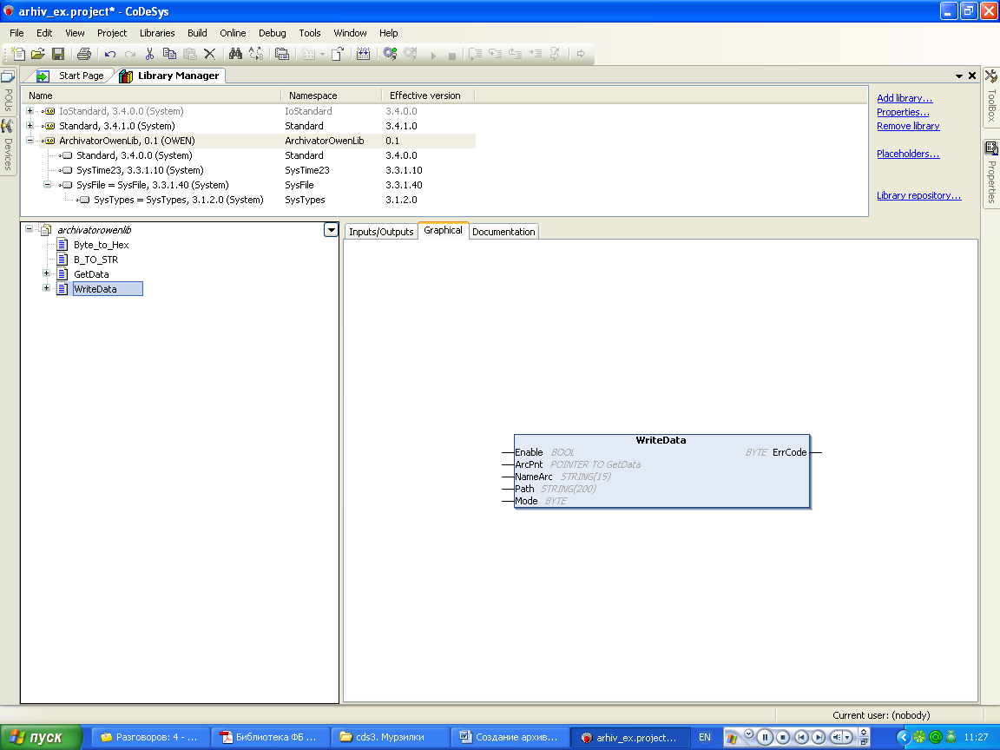 arhiv_ex.project* - CoDeSys
File Edit View Project Libraries Build Online Debug Tools Window Help
Start Page Library Manager
POUs
Devices
ToolBox
Properties
Name Namespace Effective version
IoStandard, 3.4.0.0 (System) IoStandard 3.4.0.0
Standard, 3.4.1.0 (System) Standard 3.4.1.0
ArchivatorOwenLib, 0.1 (OWEN) ArchivatorOwenLib 0.1
Standard, 3.4.0.0 (System) Standard 3.4.0.0
SysTime23, 3.3.1.10 (System) SysTime23 3.3.1.10
SysFile = SysFile, 3.3.1.40 (System) SysFile 3.3.1.40
SysTypes = SysTypes, 3.1.2.0 (System) SysTypes 3.1.2.0
Add library...
Properties...
Remove library
Placeholders...
Library repository...
archivatorowenlib
Byte_to_Hex
B_TO_STR
GetData
WriteData
Inputs/Outputs Graphical Documentation
WriteData
Enable BOOL BYTE ErrCode
ArcPnt POINTER TO GetData
NameArc STRING(15)
Path STRING(200)
Mode BYTE
Current user: (nobody)
пуск Разговоров: 4 - ... Библиотека ФБ ... cds3. Мурзилки Создание архив... arhiv_ex.project... EN 11:27